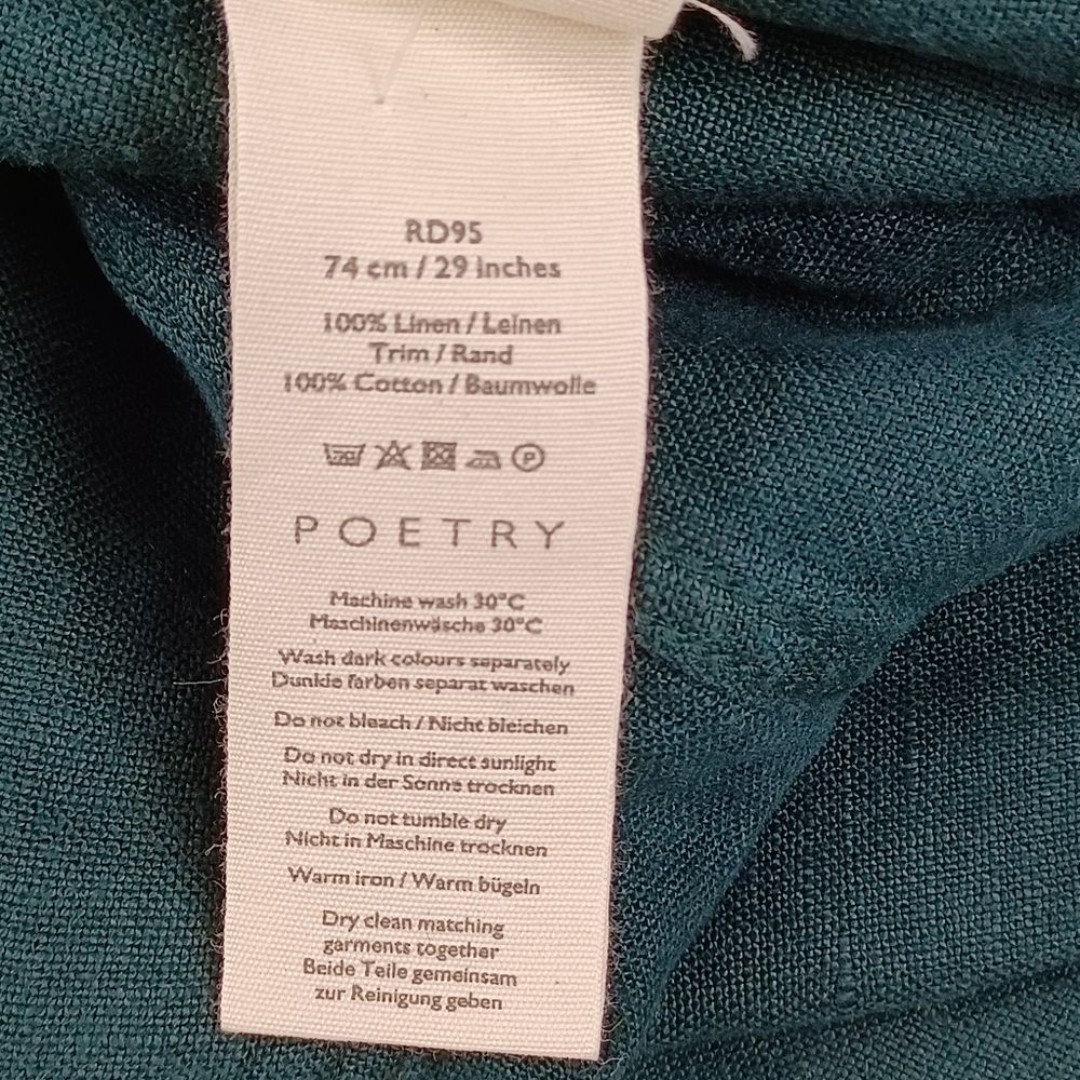 RD95
74 cm / 29 inches
100% Linen / Leinen
Trim / Rand
100% Cotton / Baumwolle
P
POETRY
Machine wash 30°C
Maschinenwäsche 30°C
Wash dark colours separately
Dunkle farben separat waschen
Do not bleach / Nicht bleichen
Do not dry in direct sunlight
Nicht in der Sonne trocknen
Do not tumble dry
Nicht in Maschine trocknen
Warm iron / Warm bügeln
Dry clean matching
garments together
Beide Teile gemeinsam
zur Reinigung geben